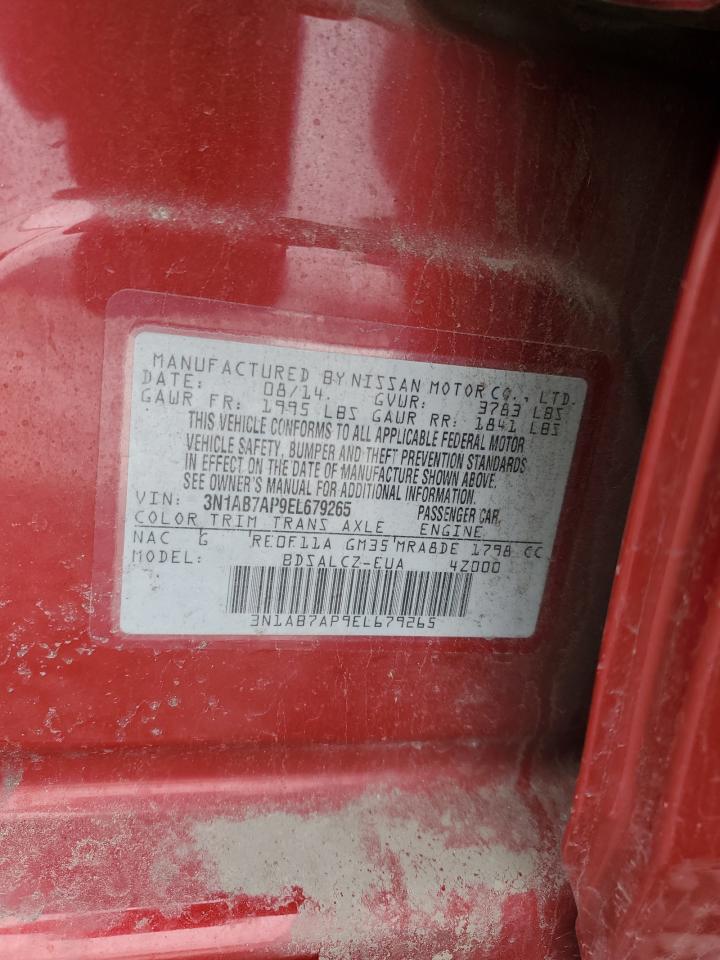 MANUFACTURED BY NISSAN MOTOR CO., LTD.
DATE: 08/14. GVWR: 3783 LBS
GAWR FR: 1995 LBS GAWR RR: 1841 LBS
THIS VEHICLE CONFORMS TO ALL APPLICABLE FEDERAL MOTOR
VEHICLE SAFETY, BUMPER AND THEFT PREVENTION STANDARDS
IN EFFECT ON THE DATE OF MANUFACTURE SHOWN ABOVE.
SEE OWNER'S MANUAL FOR ADDITIONAL INFORMATION.
VIN: 3N1AB7AP9EL679265 PASSENGER CAR
COLOR TRIM TRANS AXLE ENGINE
NAC G RE0F11A GM35 MRA8DE 1798 CC
MODEL: BDSALCZ-EUA 4Z000
3N1AB7AP9EL679265